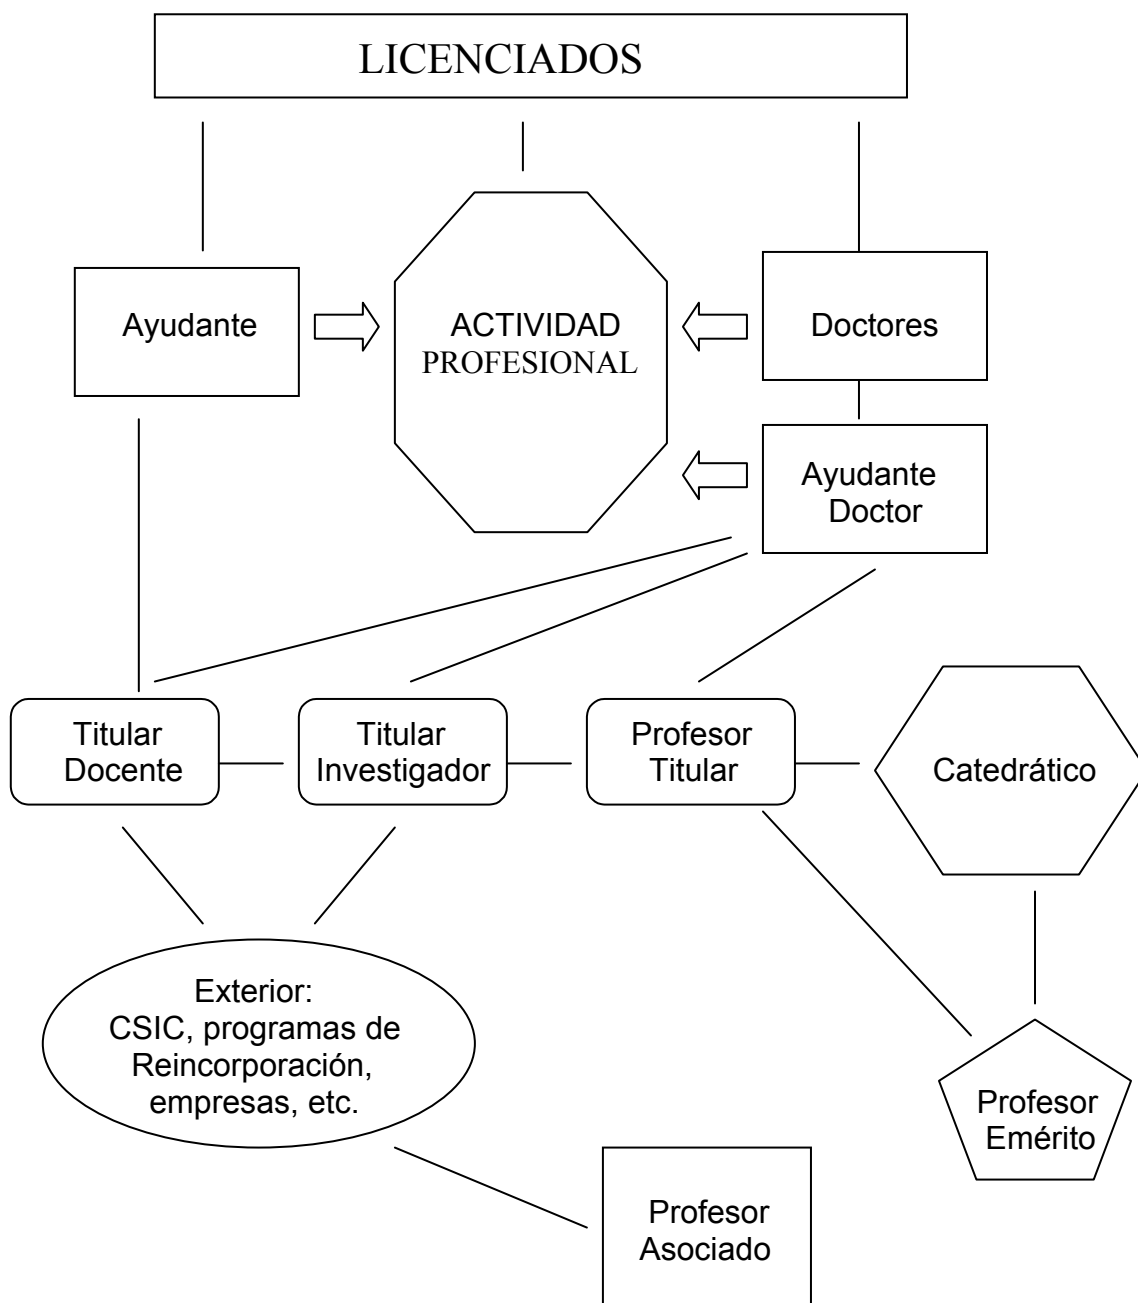 LICENCIADOS
Ayudante
ACTIVIDAD
PROFESIONAL
Doctores
Ayudante
Doctor
Titular
Docente
Titular
Investigador
Profesor
Titular
Catedrático
Exterior:
CSIC, programas de
Reincorporación,
empresas, etc.
Profesor
Emérito
Profesor
Asociado